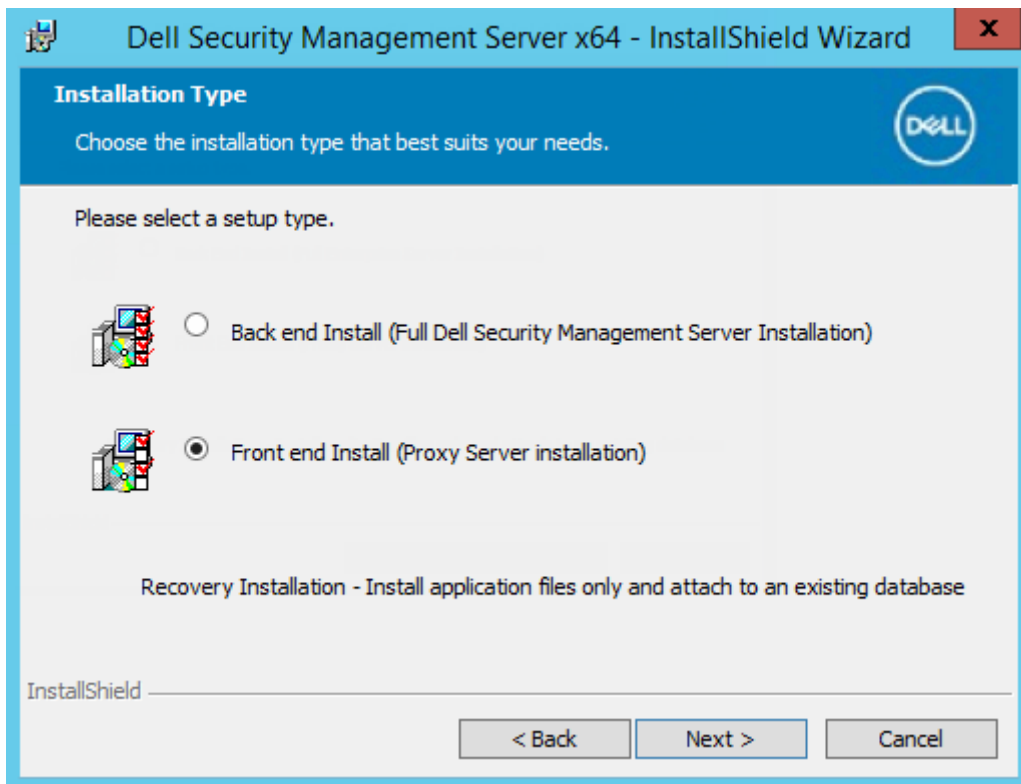 Dell Security Management Server x64 - InstallShield Wizard
x
Installation Type
Choose the installation type that best suits your needs.
DELL
Please select a setup type.
Back end Install (Full Dell Security Management Server Installation)
Front end Install (Proxy Server installation)
Recovery Installation - Install application files only and attach to an existing database
InstallShield
< Back
Next >
Cancel